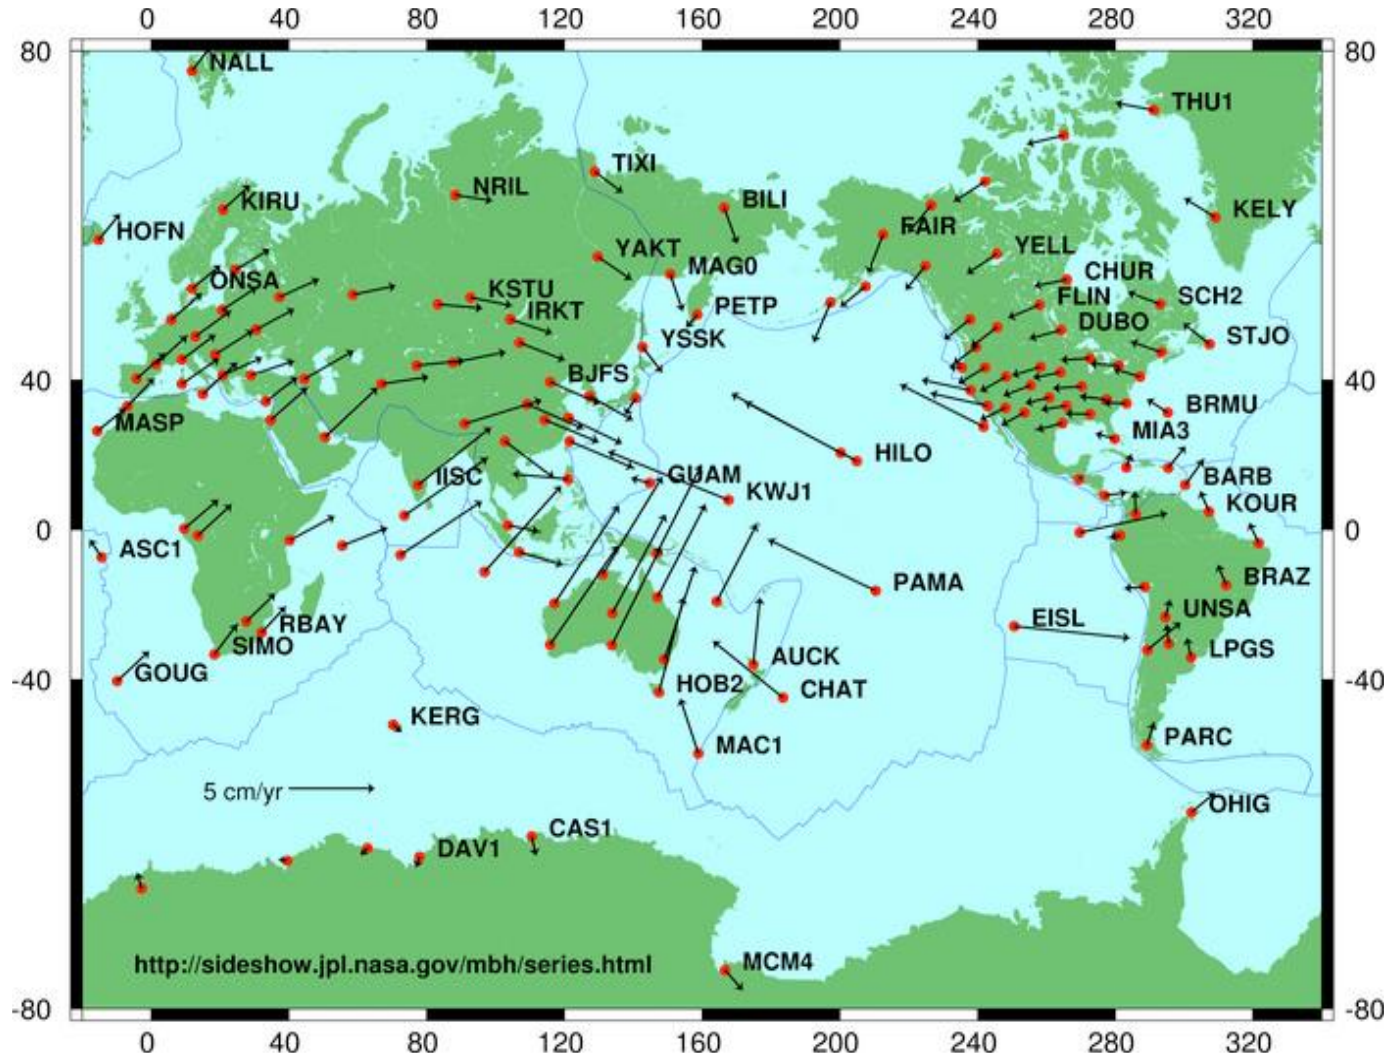 0 40 80 120 160 200 240 280 320
80 80
NALL
THU1
TIXI
NRIL
BILI
KIRU
KELY
HOFN
FAIR
YAKT
YELL
MAG0
CHUR
ONSA
KSTU
FLIN
SCH2
PETP
IRKT
DUBO
STJO
YSSK
40 40
BJFS
BRMU
MASP
MIA3
HILO
IISC
GUAM
BARB
KWJ1
KOUR
0 0
ASC1
PAMA
BRAZ
UNSA
EISL
RBAY
SIMO
LPGS
AUCK
GOUG
-40 -40
HOB2
CHAT
KERG
PARC
MAC1
5 cm/yr
OHIG
CAS1
DAV1
MCM4
http://sideshow.jpl.nasa.gov/mbh/series.html
-80 -80
0 40 80 120 160 200 240 280 320